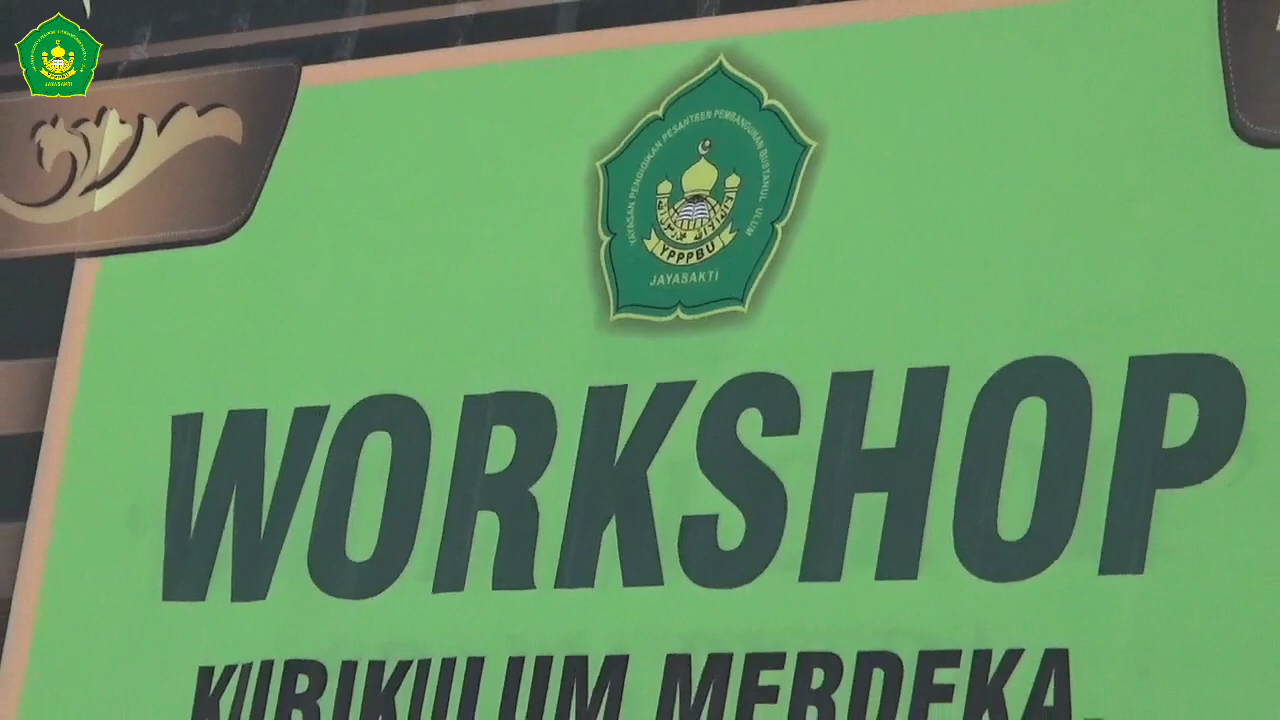 YAYASAN PENDIDIKAN PESANTREN PEMBANGUNAN BUSTANUL ULUM
YPPPBU
JAYASAKTI
WORKSHOP
KURIKULUM MERDEKA,